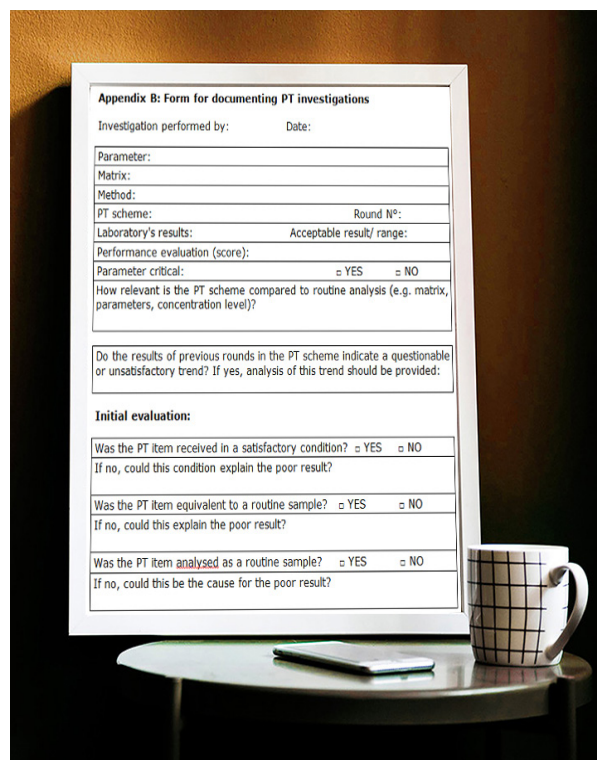 Appendix B: Form for documenting PT investigations
Investigation performed by: Date:
Parameter:
Matrix:
Method:
PT scheme: Round N°:
Laboratory's results: Acceptable result/ range:
Performance evaluation (score):
Parameter critical: □ YES □ NO
How relevant is the PT scheme compared to routine analysis (e.g. matrix,
parameters, concentration level)?
Do the results of previous rounds in the PT scheme indicate a questionable
or unsatisfactory trend? If yes, analysis of this trend should be provided:
Initial evaluation:
Was the PT item received in a satisfactory condition? □ YES □ NO
If no, could this condition explain the poor result?
Was the PT item equivalent to a routine sample? □ YES □ NO
If no, could this explain the poor result?
Was the PT item analysed as a routine sample? □ YES □ NO
If no, could this be the cause for the poor result?